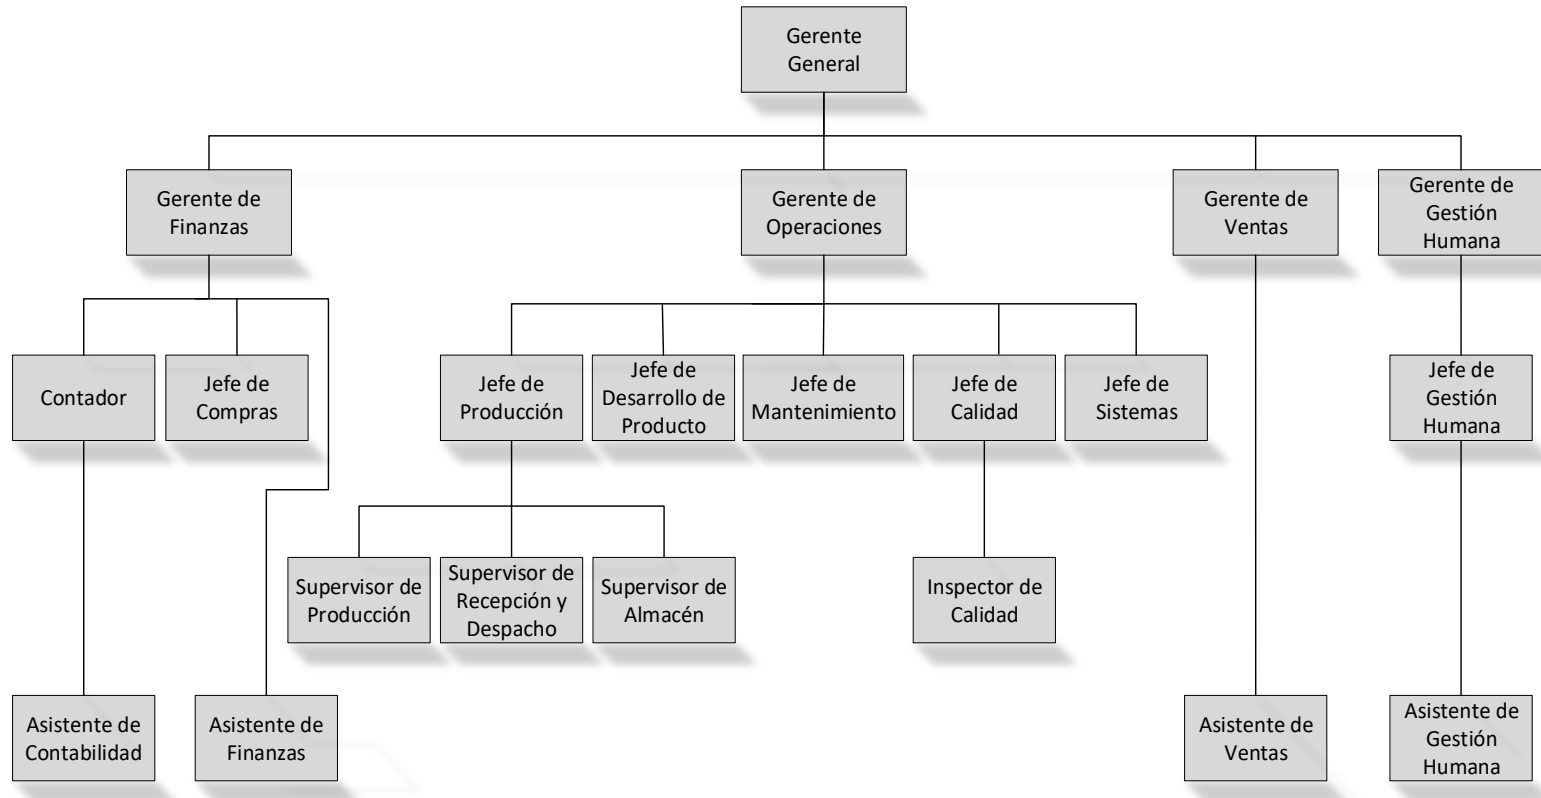 Gerente
General
Gerente de
Finanzas
Gerente de
Operaciones
Gerente de
Ventas
Gerente de
Gestión
Humana
Contador
Jefe de
Compras
Jefe de
Producción
Jefe de
Desarrollo de
Producto
Jefe de
Mantenimiento
Jefe de
Calidad
Jefe de
Sistemas
Jefe de
Gestión
Humana
Supervisor de
Producción
Supervisor de
Recepción y
Despacho
Supervisor de
Almacén
Inspector de
Calidad
Asistente de
Contabilidad
Asistente de
Finanzas
Asistente de
Ventas
Asistente de
Gestión
Humana